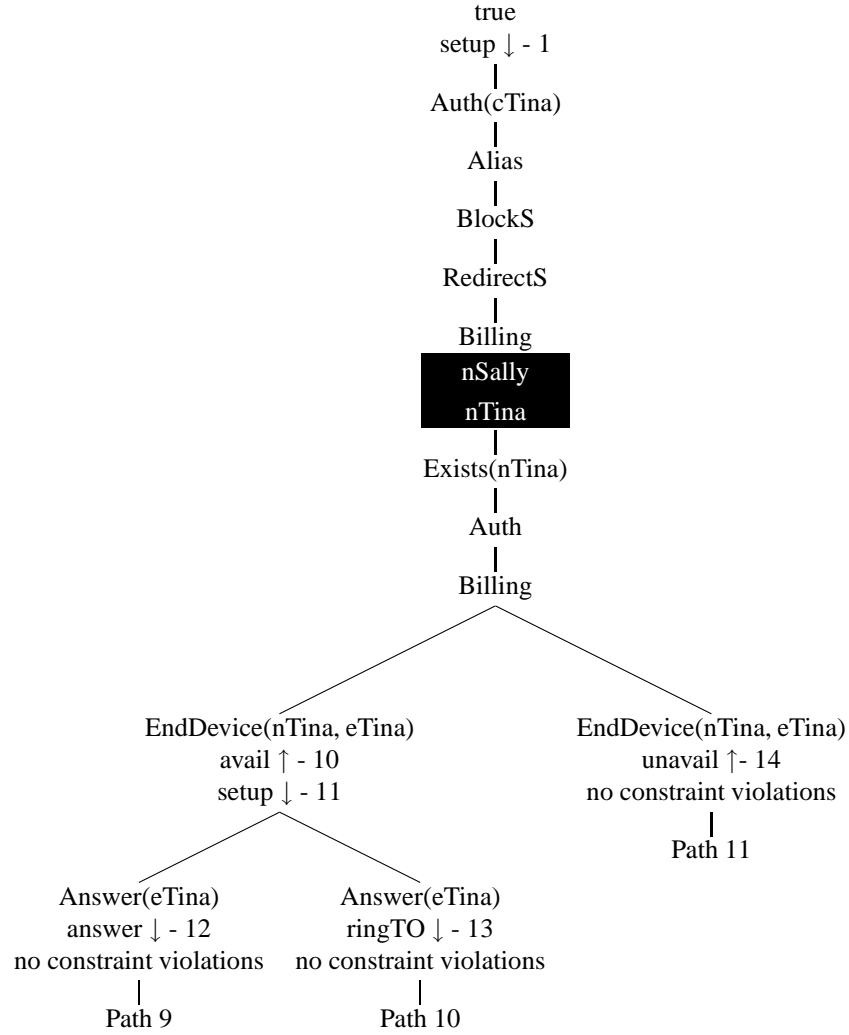 true
setup ↓ - 1
Auth(cTina)
Alias
BlockS
RedirectS
Billing
nSally
nTina
Exists(nTina)
Auth
Billing
EndDevice(nTina, eTina)
avail ↑ - 10
setup ↓ - 11
EndDevice(nTina, eTina)
unavail ↑- 14
no constraint violations
Path 11
Answer(eTina)
answer ↓ - 12
no constraint violations
Path 9
Answer(eTina)
ringTO ↓ - 13
no constraint violations
Path 10